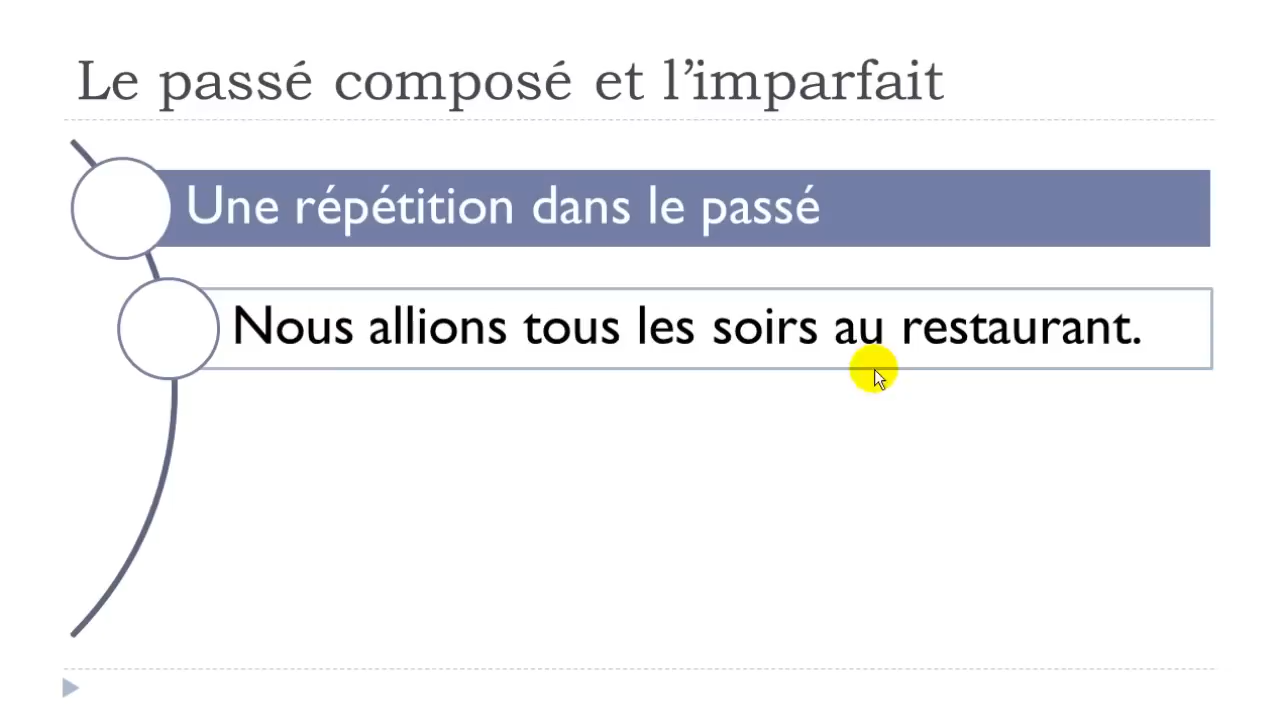 Le passé composé et l’imparfait
Une répétition dans le passé
Nous allions tous les soirs au restaurant.